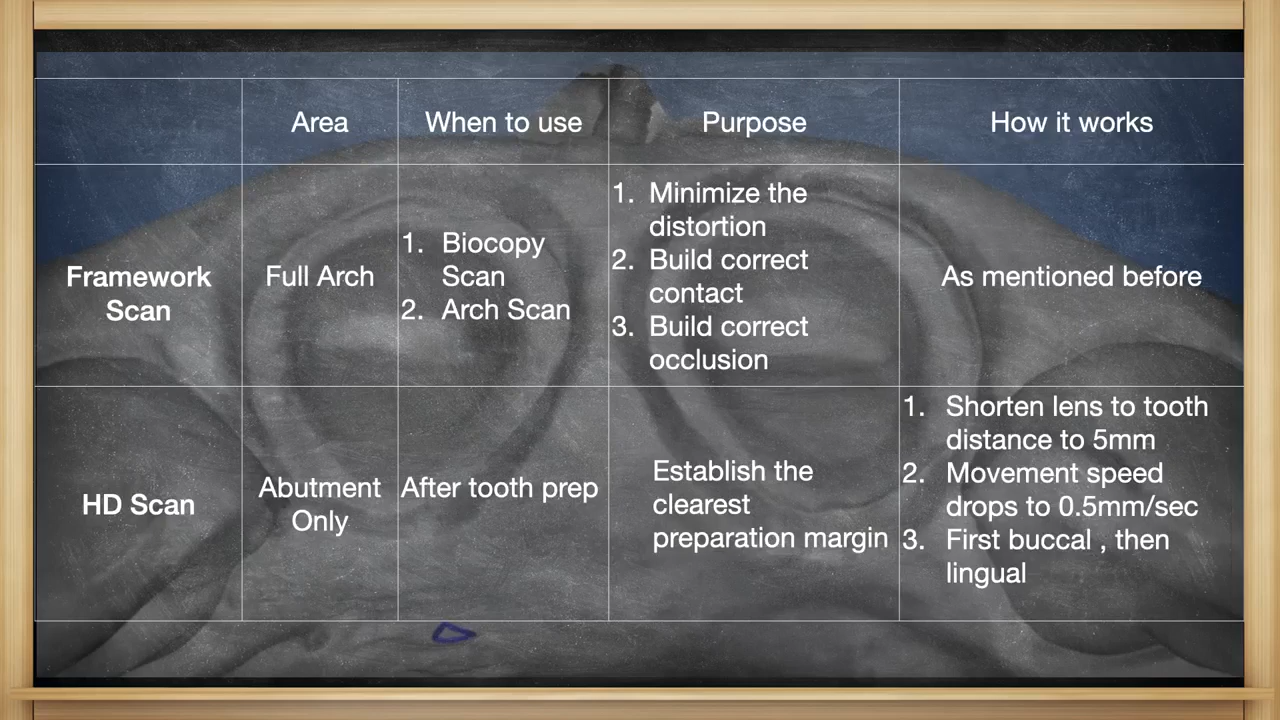 Area
When to use
Purpose
How it works
Framework
Scan
Full Arch
1. Biocopy
Scan
2. Arch Scan
1. Minimize the
distortion
2. Build correct
contact
3. Build correct
occlusion
As mentioned before
HD Scan
Abutment
Only
After tooth prep
Establish the
clearest
preparation margin
1. Shorten lens to tooth
distance to 5mm
2. Movement speed
drops to 0.5mm/sec
3. First buccal , then
lingual